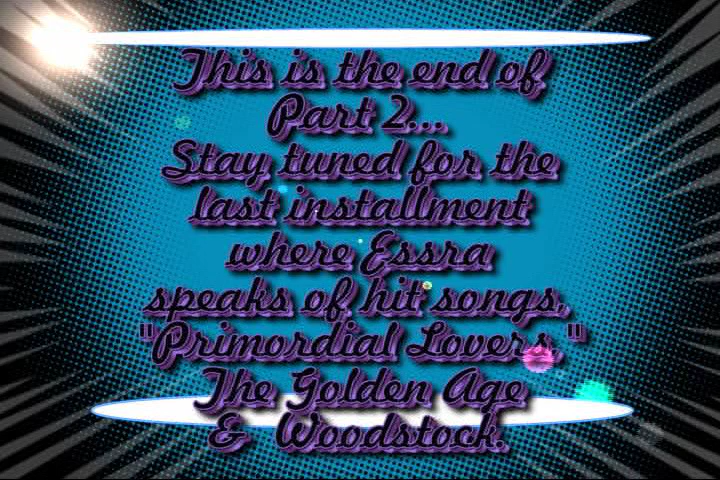 This is the end of
Part 2...
Stay tuned for the
last installment
where Essra
speaks of hit songs,
"Primordial Lovers,"
The Golden Age
& Woodstock.